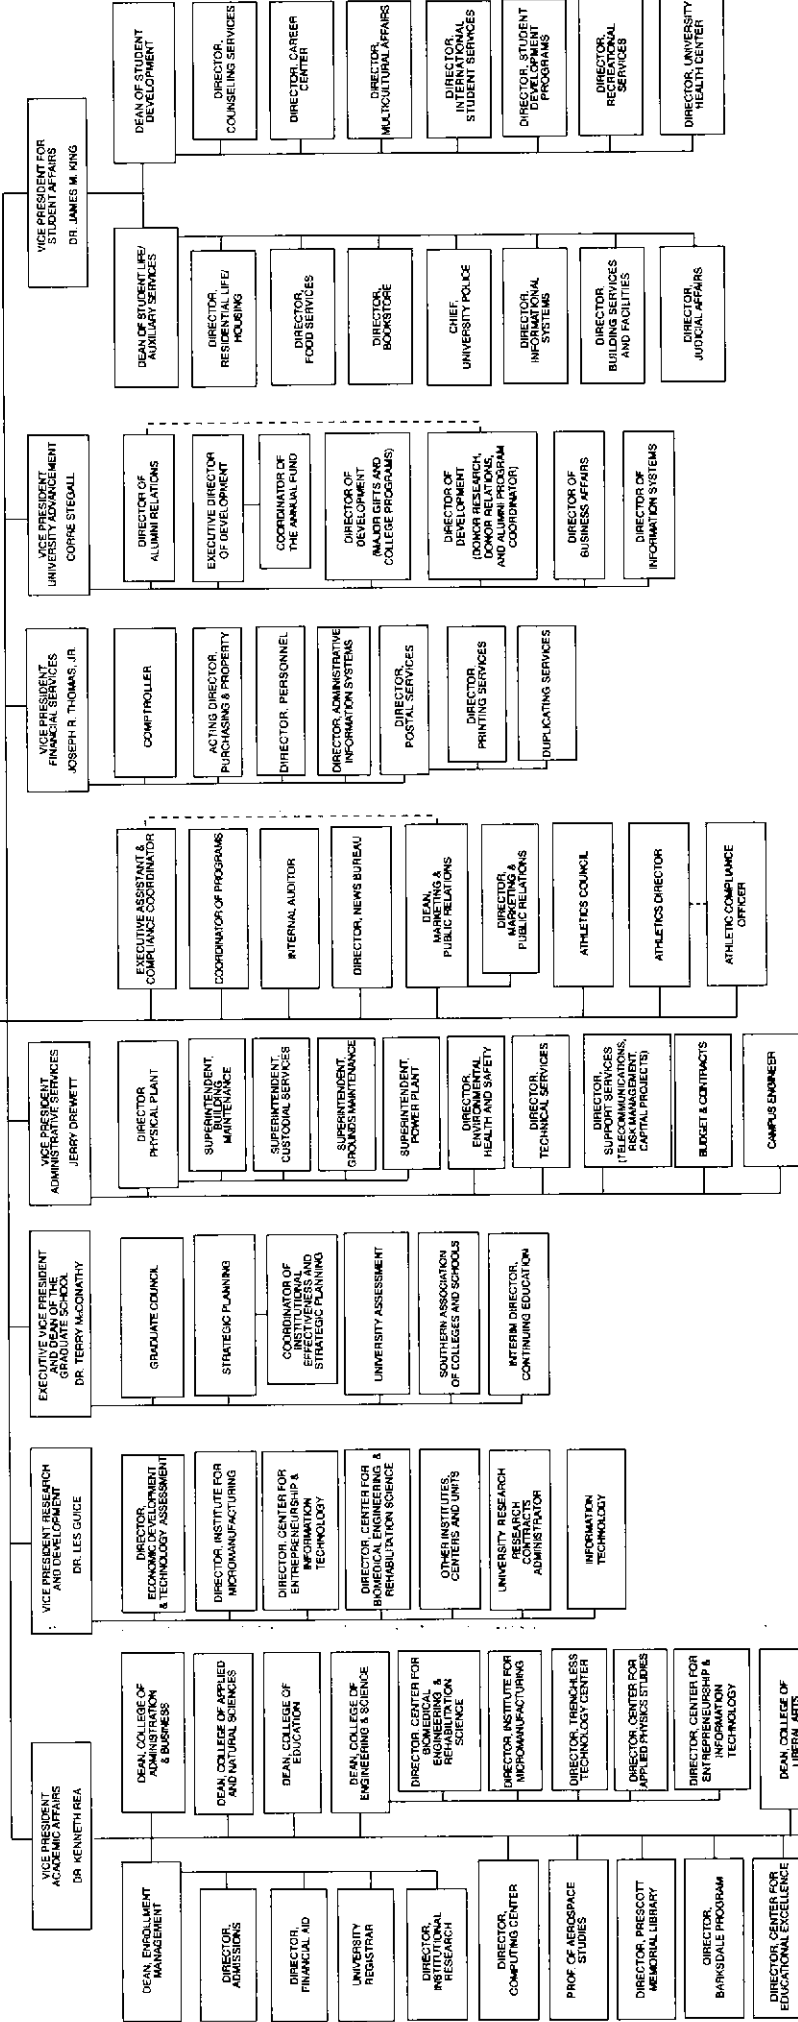 VICE PRESIDENT
ACADEMIC AFFAIRS
DR. KENNETH REA
DEAN, ENROLLMENT
MANAGEMENT
DIRECTOR,
ADMISSIONS
DIRECTOR,
FINANCIAL AID
UNIVERSITY
REGISTRAR
DIRECTOR,
INSTITUTIONAL
RESEARCH
DIRECTOR,
COMPUTING CENTER
PROF. OF AEROSPACE
STUDIES
DIRECTOR, PRESCOTT
MEMORIAL LIBRARY
DIRECTOR,
BARKSDALE PROGRAM
DIRECTOR, CENTER FOR
EDUCATIONAL EXCELLENCE
DEAN, COLLEGE OF
ADMINISTRATION
& BUSINESS
DEAN, COLLEGE OF APPLIED
AND NATURAL SCIENCES
DEAN, COLLEGE OF
EDUCATION
DEAN, COLLEGE OF
ENGINEERING & SCIENCE
DIRECTOR, CENTER FOR
BIOMEDICAL
ENGINEERING &
REHABILITATION
SCIENCE
DIRECTOR, INSTITUTE FOR
MICROMANUFACTURING
DIRECTOR, TRENCHLESS
TECHNOLOGY CENTER
DIRECTOR, CENTER FOR
APPLIED PHYSICS STUDIES
DIRECTOR, CENTER FOR
ENTREPRENEURSHIP &
INFORMATION
TECHNOLOGY
DEAN, COLLEGE OF
LIBERAL ARTS
VICE PRESIDENT RESEARCH
AND DEVELOPMENT
DR. LES GUICE
DIRECTOR,
ECONOMIC DEVELOPMENT
& TECHNOLOGY ASSESSMENT
DIRECTOR, INSTITUTE FOR
MICROMANUFACTURING
DIRECTOR, CENTER FOR
ENTREPRENEURSHIP &
INFORMATION
TECHNOLOGY
DIRECTOR, CENTER FOR
BIOMEDICAL ENGINEERING &
REHABILITATION SCIENCE
OTHER INSTITUTES,
CENTERS AND UNITS
UNIVERSITY RESEARCH
RESEARCH
CONTRACTS
ADMINISTRATOR
INFORMATION
TECHNOLOGY
EXECUTIVE VICE PRESIDENT
AND DEAN OF THE
GRADUATE SCHOOL
DR. TERRY McCONATHY
GRADUATE COUNCIL
STRATEGIC PLANNING
COORDINATOR OF
INSTITUTIONAL
EFFECTIVENESS AND
STRATEGIC PLANNING
UNIVERSITY ASSESSMENT
SOUTHERN ASSOCIATION
OF COLLEGES AND SCHOOLS
INTERIM DIRECTOR,
CONTINUING EDUCATION
VICE PRESIDENT
ADMINISTRATIVE SERVICES
JERRY DREWETT
DIRECTOR
PHYSICAL PLANT
SUPERINTENDENT,
BUILDING
MAINTENANCE
SUPERINTENDENT,
CUSTODIAL SERVICES
SUPERINTENDENT,
GROUNDS MAINTENANCE
SUPERINTENDENT,
POWER PLANT
DIRECTOR,
ENVIRONMENTAL
HEALTH AND SAFETY
DIRECTOR,
TECHNICAL SERVICES
DIRECTOR,
SUPPORT SERVICES
(TELECOMMUNICATIONS,
RISK MANAGEMENT,
CAPITAL PROJECTS)
BUDGET & CONTRACTS
CAMPUS ENGINEER
EXECUTIVE ASSISTANT &
COMPLIANCE COORDINATOR
COORDINATOR OF PROGRAMS
INTERNAL AUDITOR
DIRECTOR, NEWS BUREAU
DEAN,
MARKETING &
PUBLIC RELATIONS
DIRECTOR,
MARKETING &
PUBLIC RELATIONS
ATHLETICS COUNCIL
ATHLETICS DIRECTOR
ATHLETIC COMPLIANCE
OFFICER
VICE PRESIDENT
FINANCIAL SERVICES
JOSEPH R. THOMAS, JR.
COMPTROLLER
ACTING DIRECTOR,
PURCHASING & PROPERTY
DIRECTOR, PERSONNEL
DIRECTOR, ADMINISTRATIVE
INFORMATION SYSTEMS
DIRECTOR,
POSTAL SERVICES
DIRECTOR
PRINTING SERVICES
DUPLICATING SERVICES
VICE PRESIDENT
UNIVERSITY ADVANCEMENT
CORRE STEGALL
DIRECTOR OF
ALUMNI RELATIONS
EXECUTIVE DIRECTOR
OF DEVELOPMENT
COORDINATOR OF
THE ANNUAL FUND
DIRECTOR OF
DEVELOPMENT
(MAJOR GIFTS AND
COLLEGE PROGRAMS)
DIRECTOR OF
DEVELOPMENT
(DONOR RESEARCH,
DONOR RELATIONS,
AND ALUMNI PROGRAM
COORDINATOR)
DIRECTOR OF
BUSINESS AFFAIRS
DIRECTOR OF
INFORMATION SYSTEMS
VICE PRESIDENT FOR
STUDENT AFFAIRS
DR. JAMES M. KING
DEAN OF STUDENT LIFE/
AUXILIARY SERVICES
DIRECTOR,
RESIDENTIAL LIFE/
HOUSING
DIRECTOR,
FOOD SERVICES
DIRECTOR,
BOOKSTORE
CHIEF,
UNIVERSITY POLICE
DIRECTOR,
INFORMATIONAL
SYSTEMS
DIRECTOR
BUILDING SERVICES
AND FACILITIES
DIRECTOR,
JUDICIAL AFFAIRS
DEAN OF STUDENT
DEVELOPMENT
DIRECTOR,
COUNSELING SERVICES
DIRECTOR, CAREER
CENTER
DIRECTOR,
MULTICULTURAL AFFAIRS
DIRECTOR,
INTERNATIONAL
STUDENT SERVICES
DIRECTOR, STUDENT
DEVELOPMENT
PROGRAMS
DIRECTOR,
RECREATIONAL
SERVICES
DIRECTOR, UNIVERSITY
HEALTH CENTER